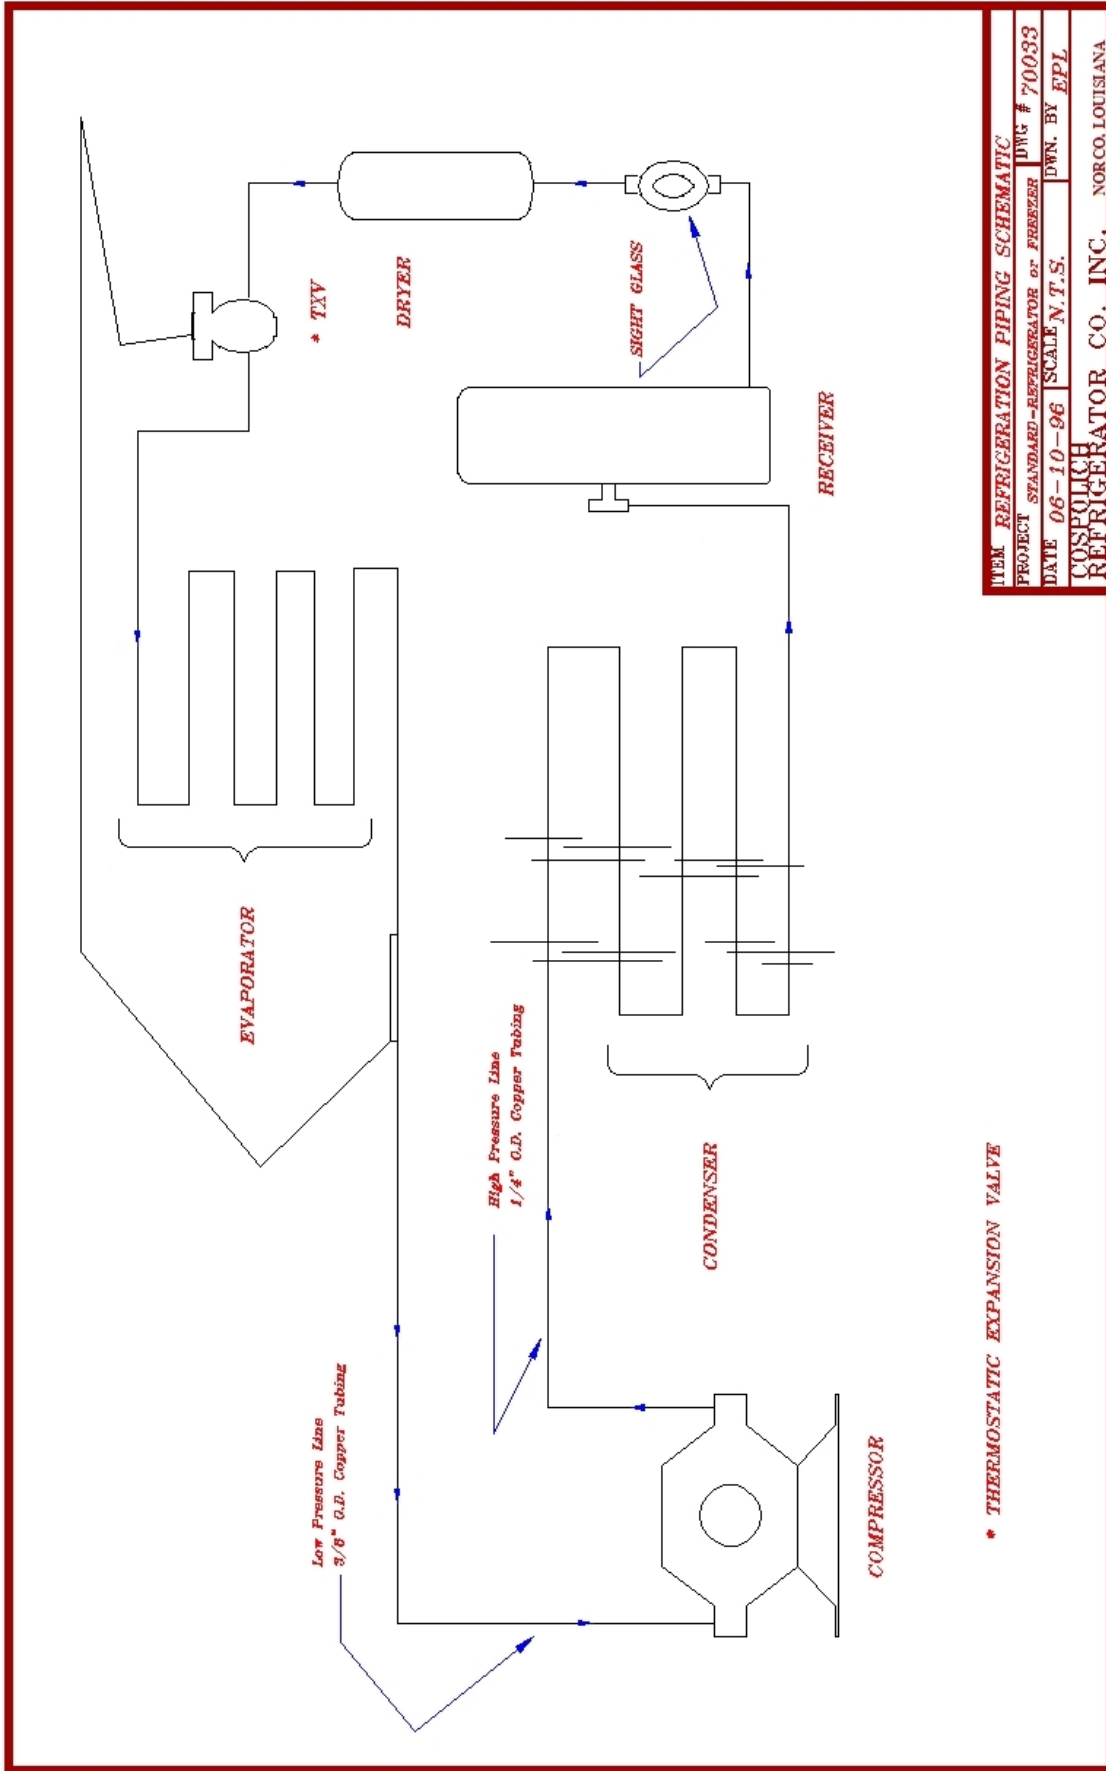 EVAPORATOR
* TXV
Low Pressure Line
3/8" O.D. Copper Tubing
DRYER
High Pressure Line
1/4" O.D. Copper Tubing
SIGHT GLASS
CONDENSER
RECEIVER
COMPRESSOR
* THERMOSTATIC EXPANSION VALVE
ITEM REFRIGERATION PIPING SCHEMATIC
PROJECT STANDARD-REFRIGERATOR or FREEZER DWG # 70033
DATE 06-10-96 SCALE N.T.S. DWN. BY EPL
COSPOLICH
REFRIGERATOR CO. INC. NORCO, LOUISIANA